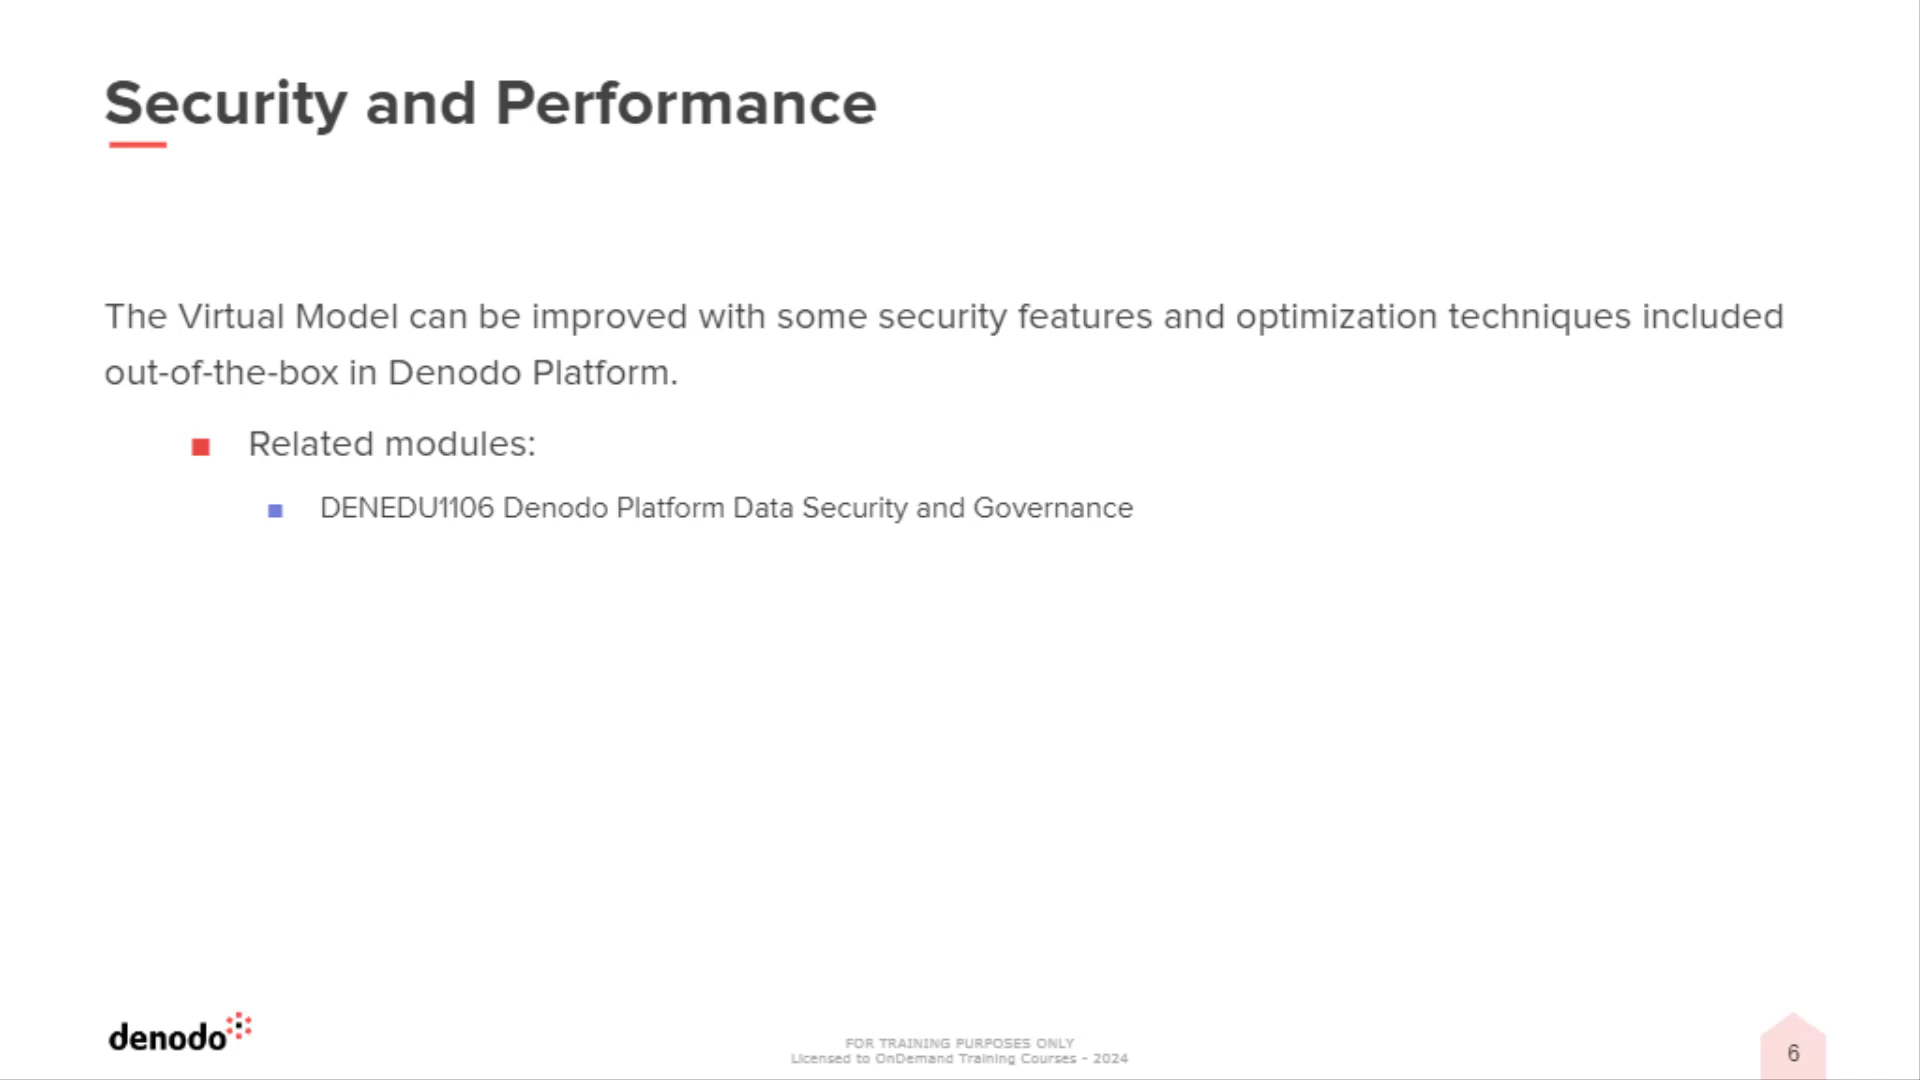 Security and Performance
The Virtual Model can be improved with some security features and optimization techniques included
out-of-the-box in Denodo Platform.
Related modules:
DENEDU1106 Denodo Platform Data Security and Governance
denodo
FOR TRAINING PURPOSES ONLY
Licensed to OnDemand Training Courses - 2024
6